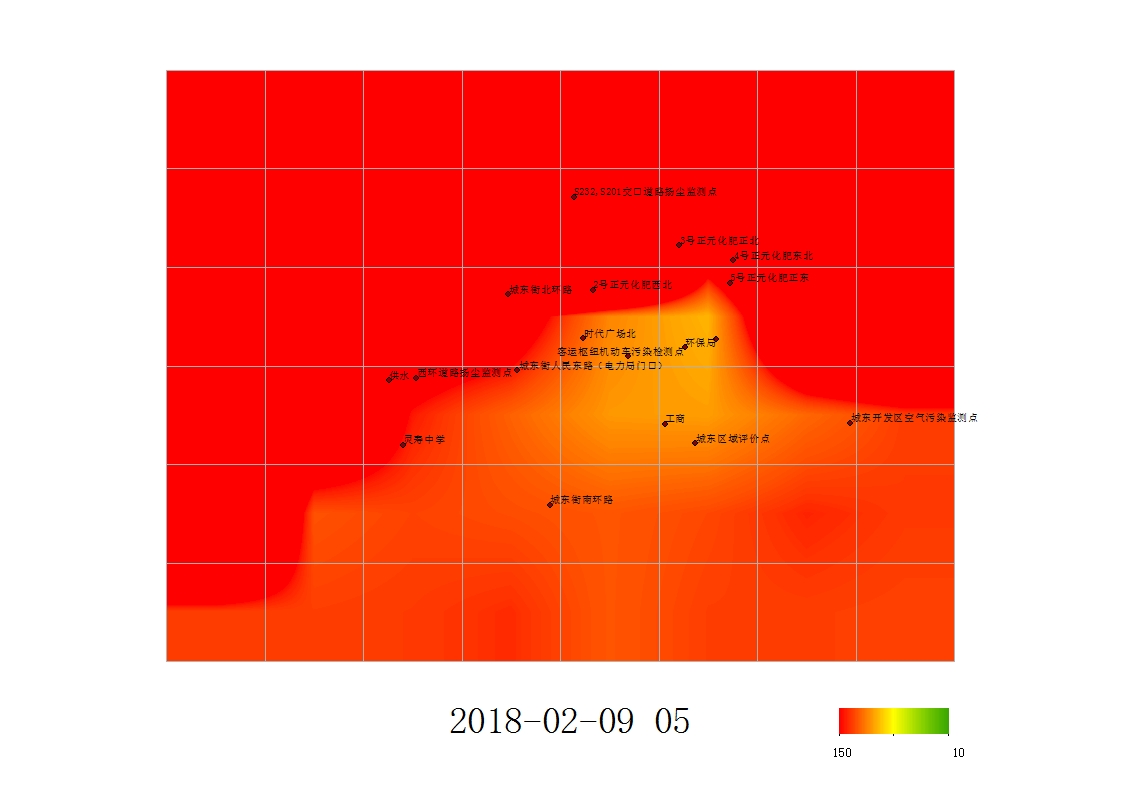 S232,S201交口道路扬尘监测点
3号正元化肥正北
4号正元化肥东北
5号正元化肥正东
2号正元化肥西北
城东街北环路
时代广场北
环保局
客运枢纽机动车污染检测点
城东街人民东路（电力局门口）
西环道路扬尘监测点
供水
工商
城东开发区空气污染监测点
灵寿中学
城东区域评价点
城东街南环路
2018-02-09 05
150
10